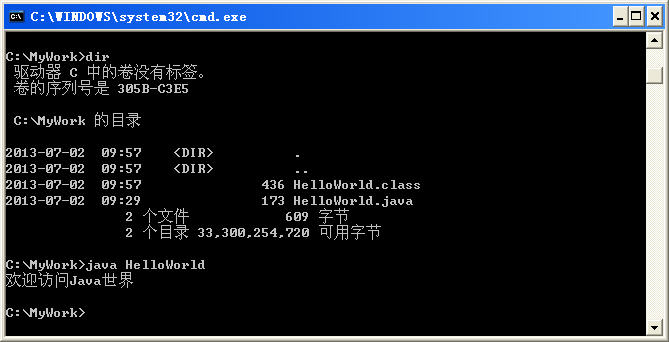 C:\WINDOWS\system32\cmd.exe
C:\MyWork>dir
驱动器 C 中的卷没有标签。
卷的序列号是 305B-C3E5
C:\MyWork 的目录
2013-07-02  09:57    <DIR>          .
2013-07-02  09:57    <DIR>          ..
2013-07-02  09:57               436 HelloWorld.class
2013-07-02  09:29               173 HelloWorld.java
2 个文件            609 字节
2 个目录 33,300,254,720 可用字节
C:\MyWork>java HelloWorld
欢迎访问Java世界
C:\MyWork>